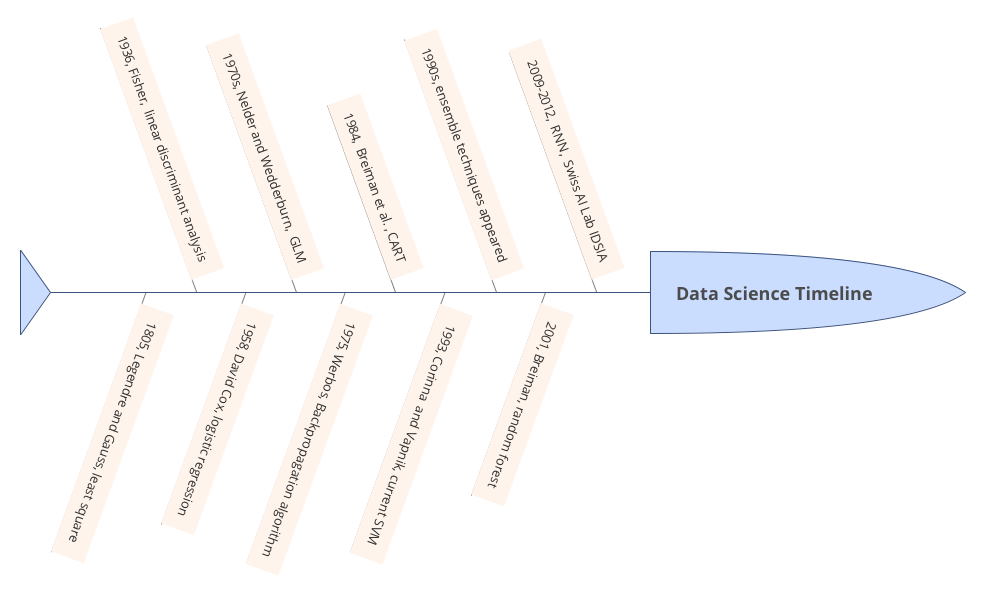 1936, Fisher, linear discriminant analysis
1970s, Nelder and Wedderburn, GLM
1984, Breiman et al. , CART
1990s, ensemble techniques appeared
2009-2012, RNN, Swiss AI Lab IDSIA
Data Science Timeline
1805, Legendre and Gauss, least square
1958, David Cox, logistic regression
1975, Werbos, Backpropagation algorithm
1993, Corinna and Vapnik, current SVM
2001, Breiman, random forest